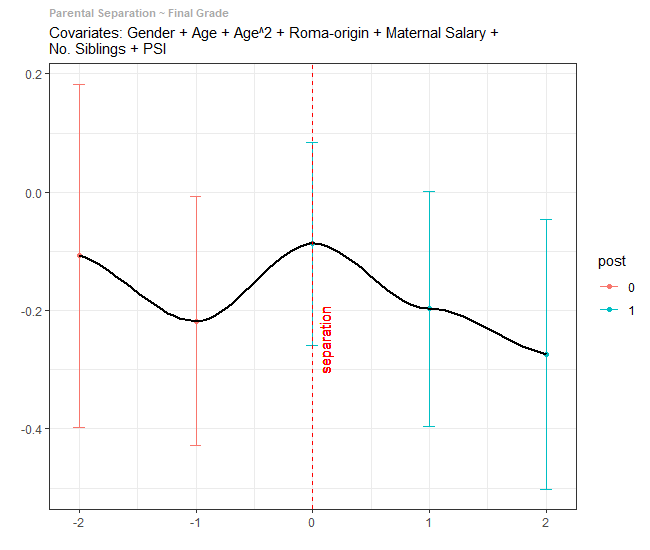 Parental Separation ~ Final Grade
Covariates: Gender + Age + Age^2 + Roma-origin + Maternal Salary +
No. Siblings + PSI
0.2
0.0
-0.2
-0.4
separation
-2
-1
0
1
2
post
0
1